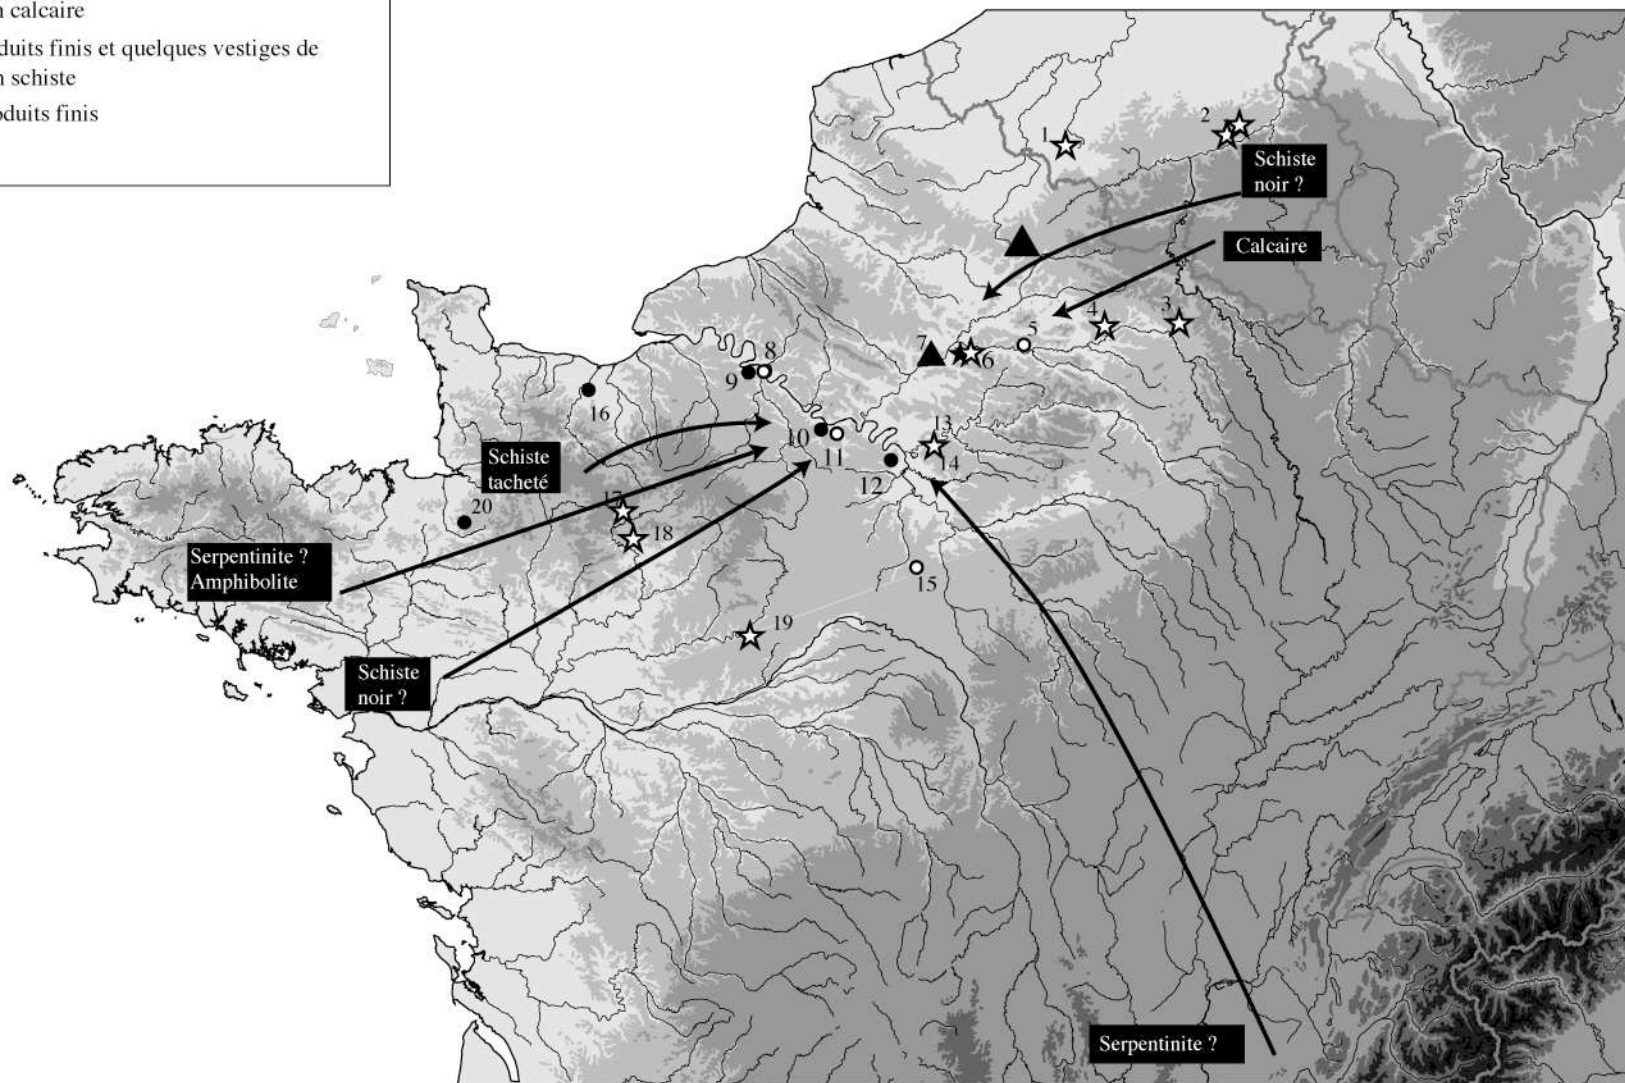 n calcaire
duits finis et quelques vestiges de
n schiste
oduits finis
1
2
Schiste
noir ?
Calcaire
3
4
5
7
6
8
9
16
10
11
13
14
12
Schiste
tacheté
17
18
20
Serpentinite ?
Amphibolite
15
19
Schiste
noir ?
Serpentinite ?